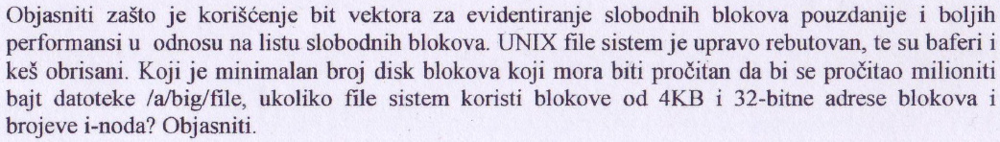 Objasniti zašto je korišćenje bit vektora za evidentiranje slobodnih blokova pouzdanije i boljih
performansi u odnosu na listu slobodnih blokova. UNIX file sistem je upravo rebutovan, te su baferi i
keš obrisani. Koji je minimalan broj disk blokova koji mora biti pročitan da bi se pročitao milioniti
bajt datoteke /a/big/file, ukoliko file sistem koristi blokove od 4KB i 32-bitne adrese blokova i
brojeve i-noda? Objasniti.